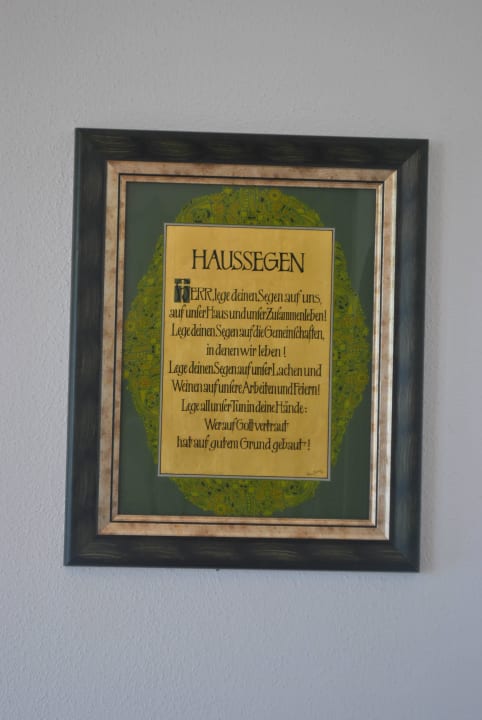 HAUSSEGEN
HERR, lege deinen Segen auf uns,
auf unser Haus und unser Zusammenleben!
Lege deinen Segen auf die Gemeinschaften,
in denen wir leben!
Lege deinen Segen auf unser Lachen und
Weinen auf unsere Arbeiten und Feiern!
Lege all unser Tun in deine Hände:
Wer auf Gott vertraut
hat auf gutem Grund gebaut!